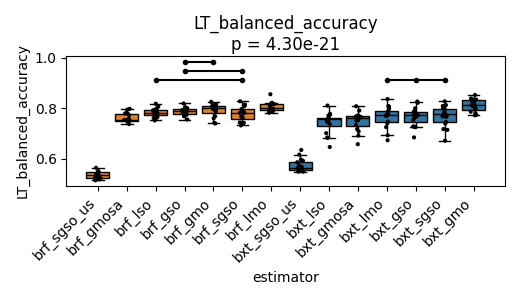 LT_balanced_accuracy
p = 4.30e-21
LT_balanced_accuracy
1.0
0.8
0.6
brf_sgso_us
brf_gmosa
brf_lso
brf_gso
brf_gmo
brf_sgso
brf_lmo
bxt_sgso_us
bxt_lso
bxt_gmosa
bxt_lmo
bxt_gso
bxt_sgso
bxt_gmo
estimator